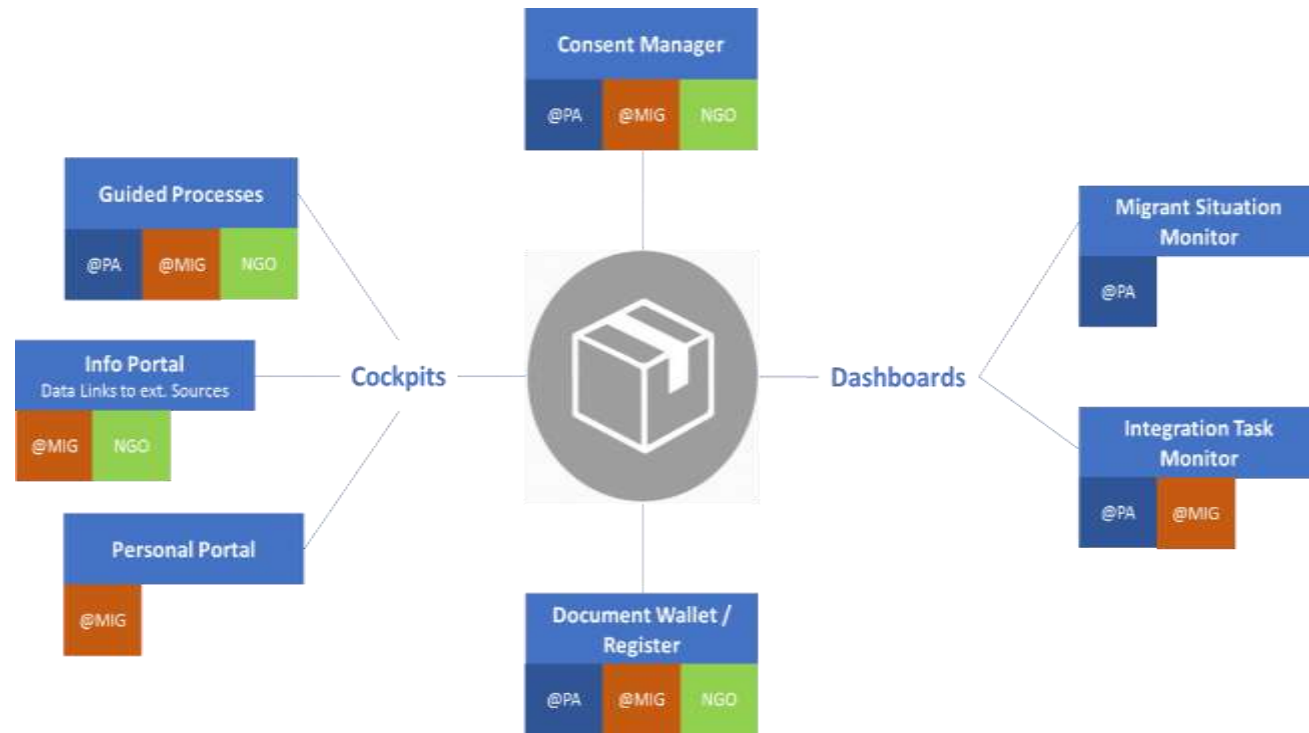 Consent Manager
@PA @MIG NGO
Guided Processes
@PA @MIG NGO
Info Portal
Data Links to ext. Sources
@MIG NGO
Personal Portal
@MIG
Cockpits
Dashboards
Migrant Situation
Monitor
@PA
Integration Task
Monitor
@PA @MIG
Document Wallet /
Register
@PA @MIG NGO